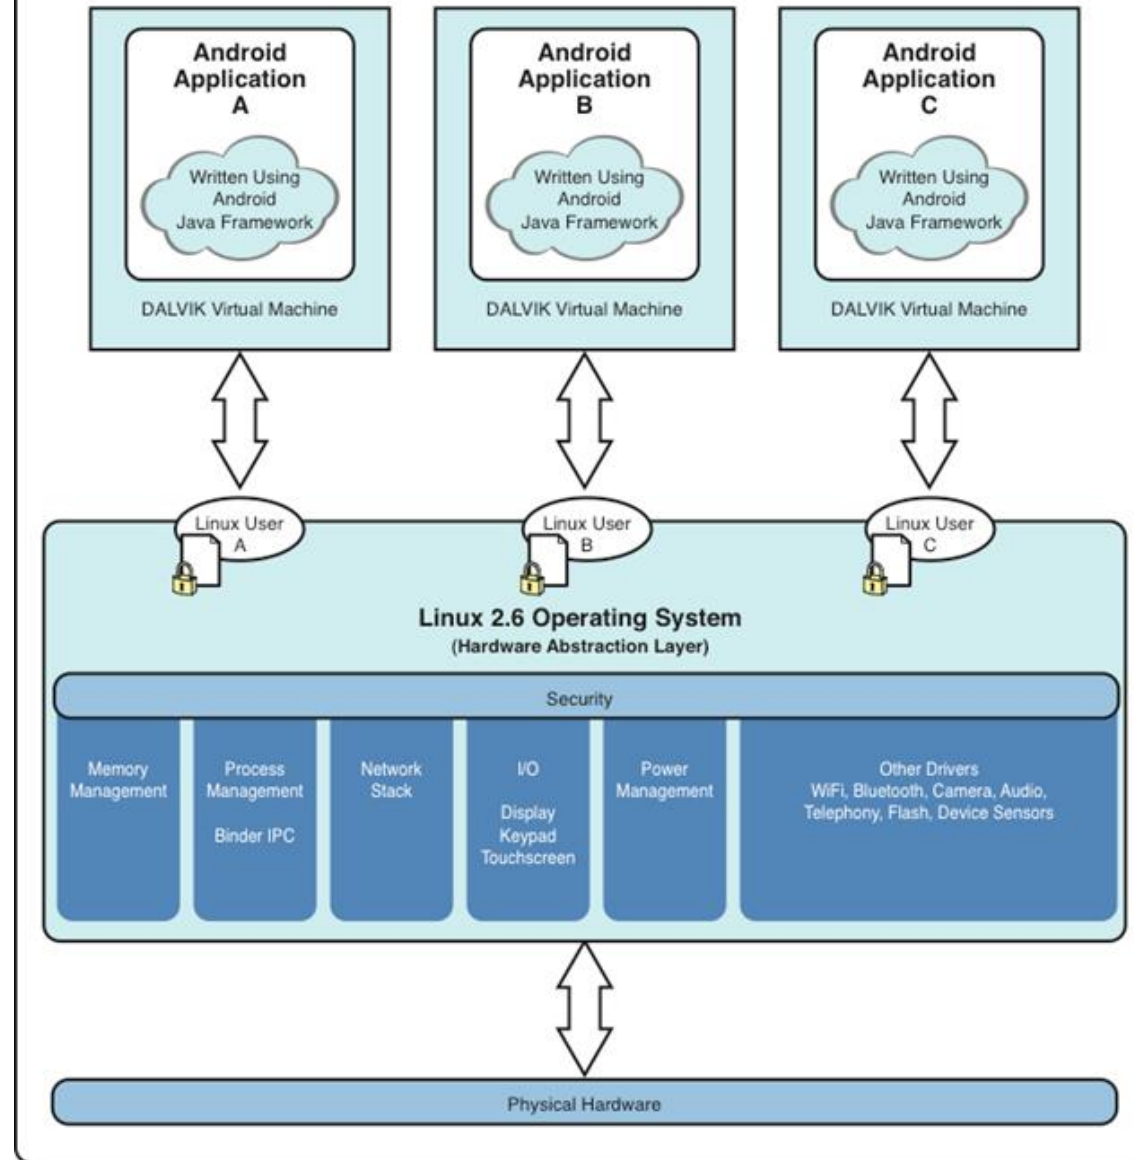 Android
Application
A
Written Using
Android
Java Framework
DALVIK Virtual Machine
Android
Application
B
Written Using
Android
Java Framework
DALVIK Virtual Machine
Android
Application
C
Written Using
Android
Java Framework
DALVIK Virtual Machine
Linux User
A
Linux User
B
Linux User
C
Linux 2.6 Operating System
(Hardware Abstraction Layer)
Security
Memory
Management
Process
Management
Binder IPC
Network
Stack
I/O
Display
Keypad
Touchscreen
Power
Management
Other Drivers
WiFi, Bluetooth, Camera, Audio,
Telephony, Flash, Device Sensors
Physical Hardware